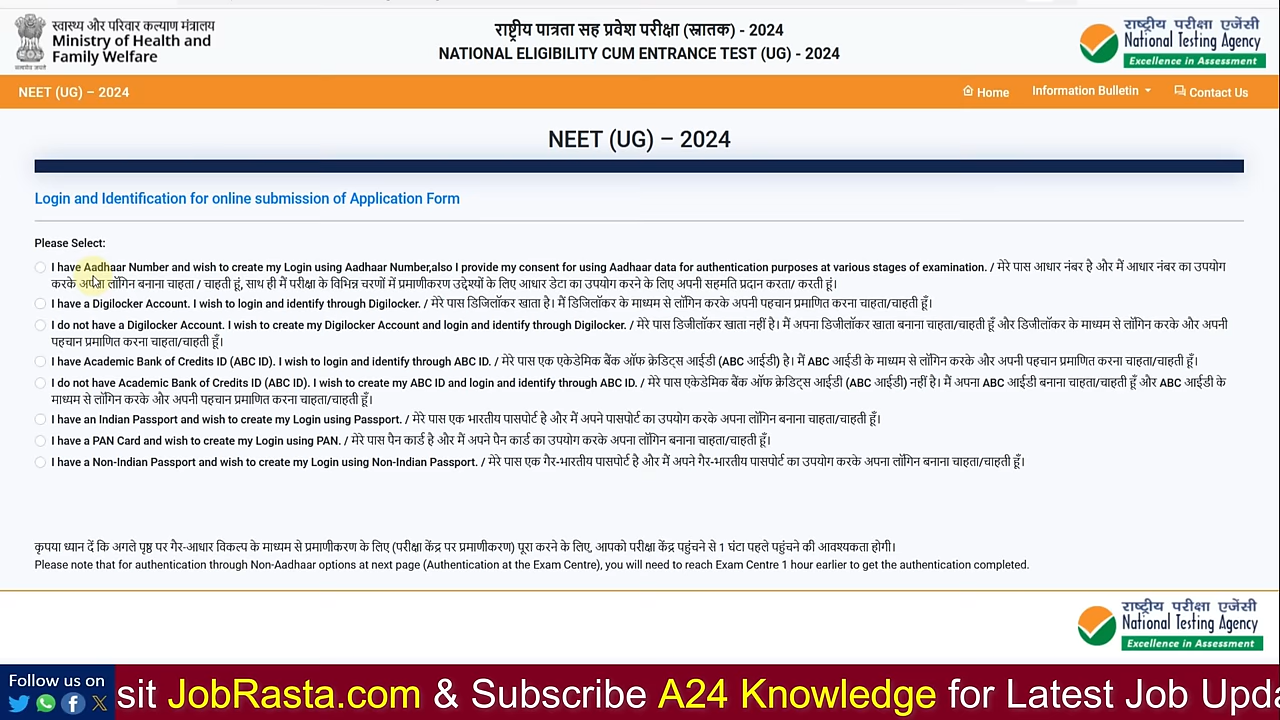 स्वास्थ्य और परिवार कल्याण मंत्रालय
Ministry of Health and
Family Welfare
सत्यमेव जयते
राष्ट्रीय पात्रता सह प्रवेश परीक्षा (स्नातक) - 2024
NATIONAL ELIGIBILITY CUM ENTRANCE TEST (UG) - 2024
राष्ट्रीय परीक्षा एजेंसी
National Testing Agency
Excellence in Assessment
NEET (UG) – 2024
Home
Information Bulletin
Contact Us
NEET (UG) – 2024
Login and Identification for online submission of Application Form
Please Select:
I have Aadhaar Number and wish to create my Login using Aadhaar Number,also I provide my consent for using Aadhaar data for authentication purposes at various stages of examination. / मेरे पास आधार नंबर है और मैं आधार नंबर का उपयोग
करके अपना लॉगिन बनाना चाहता / चाहती हूं, साथ ही मैं परीक्षा के विभिन्न चरणों में प्रमाणीकरण उद्देश्यों के लिए आधार डेटा का उपयोग करने के लिए अपनी सहमति प्रदान करता/ करती हूं।
I have a Digilocker Account. I wish to login and identify through Digilocker. / मेरे पास डिजिलॉकर खाता है। मैं डिजिलॉकर के माध्यम से लॉगिन करके और अपनी पहचान प्रमाणित करना चाहता/चाहती हूँ।
I do not have a Digilocker Account. I wish to create my Digilocker Account and login and identify through Digilocker. / मेरे पास डिजीलॉकर खाता नहीं है। मैं अपना डिजीलॉकर खाता बनाना चाहता/चाहती हूँ और डिजीलॉकर के माध्यम से लॉगिन करके और अपनी
पहचान प्रमाणित करना चाहता/चाहती हूँ।
I have Academic Bank of Credits ID (ABC ID). I wish to login and identify through ABC ID. / मेरे पास एक एकेडेमिक बैंक ऑफ क्रेडिट्स आईडी (ABC आईडी) है। मैं ABC आईडी के माध्यम से लॉगिन करके और अपनी पहचान प्रमाणित करना चाहता/चाहती हूँ।
I do not have Academic Bank of Credits ID (ABC ID). I wish to create my ABC ID and login and identify through ABC ID. / मेरे पास एकेडेमिक बैंक ऑफ क्रेडिट्स आईडी (ABC आईडी) नहीं है। मैं अपना ABC आईडी बनाना चाहता/चाहती हूँ और ABC आईडी के
माध्यम से लॉगिन करके और अपनी पहचान प्रमाणित करना चाहता/चाहती हूँ।
I have an Indian Passport and wish to create my Login using Passport. / मेरे पास एक भारतीय पासपोर्ट है और मैं अपने पासपोर्ट का उपयोग करके अपना लॉगिन बनाना चाहता/चाहती हूँ।
I have a PAN Card and wish to create my Login using PAN. / मेरे पास पैन कार्ड है और मैं अपने पैन कार्ड का उपयोग करके अपना लॉगिन बनाना चाहता/चाहती हूँ।
I have a Non-Indian Passport and wish to create my Login using Non-Indian Passport. / मेरे पास एक गैर-भारतीय पासपोर्ट है और मैं अपने गैर-भारतीय पासपोर्ट का उपयोग करके अपना लॉगिन बनाना चाहता/चाहती हूँ।
कृपया ध्यान दें कि अगले पृष्ठ पर गैर-आधार विकल्प के माध्यम से प्रमाणीकरण के लिए (परीक्षा केंद्र पर प्रमाणीकरण) पूरा करने के लिए, आपको परीक्षा केंद्र पहुंचने से 1 घंटा पहले पहुंचने की आवश्यकता होगी।
Please note that for authentication through Non-Aadhaar options at next page (Authentication at the Exam Centre), you will need to reach Exam Centre 1 hour earlier to get the authentication completed.
राष्ट्रीय परीक्षा एजेंसी
National Testing Agency
Excellence in Assessment
Follow us on
sit JobRasta.com & Subscribe A24 Knowledge for Latest Job Upda